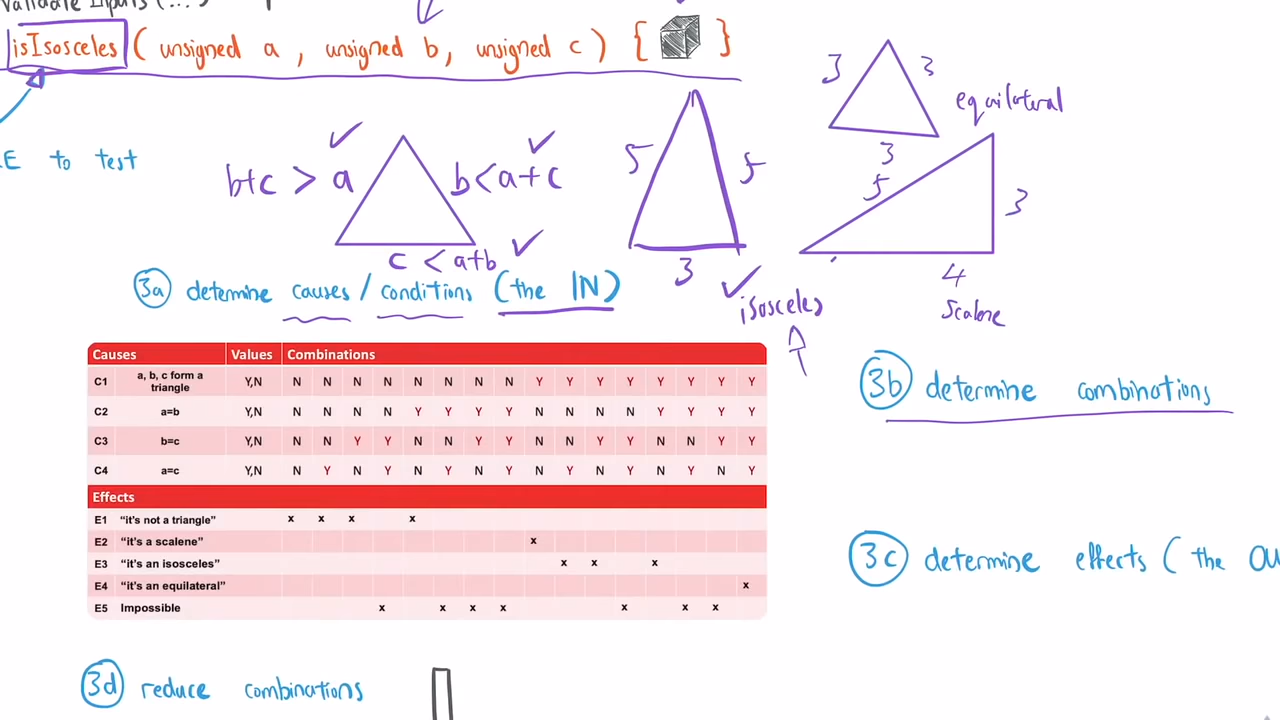 validate Inputs (...)
isIsosceles ( unsigned a , unsigned b, unsigned c ) { }
E to test
b+c > a
b < a+c
c < a+b
5
5
3
isosceles
3
3
3
equilateral
5
3
4
Scalene
3a determine causes / conditions (the IN)
Causes Values Combinations
C1 a, b, c form a triangle Y,N N N N N N N N N Y Y Y Y Y Y Y Y
C2 a=b Y,N N N N N Y Y Y Y N N N N Y Y Y Y
C3 b=c Y,N N N Y Y N N Y Y N N Y Y N N Y Y
C4 a=c Y,N N Y N Y N Y N Y N Y N Y N Y N Y
Effects
E1 “it’s not a triangle” x x x x
E2 “it’s a scalene” x
E3 “it’s an isosceles” x x x
E4 “it’s an equilateral” x
E5 Impossible x x x x x x x
3b determine combinations
3c determine effects ( the OU
3d reduce combinations